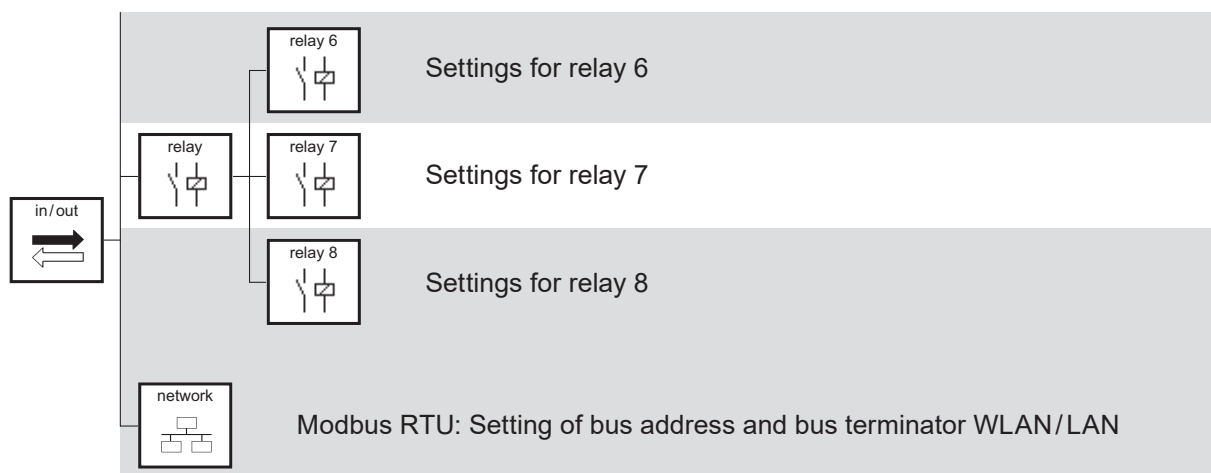 relay 6
Settings for relay 6
relay
relay 7
Settings for relay 7
in/out
relay 8
Settings for relay 8
network
Modbus RTU: Setting of bus address and bus terminator WLAN/LAN